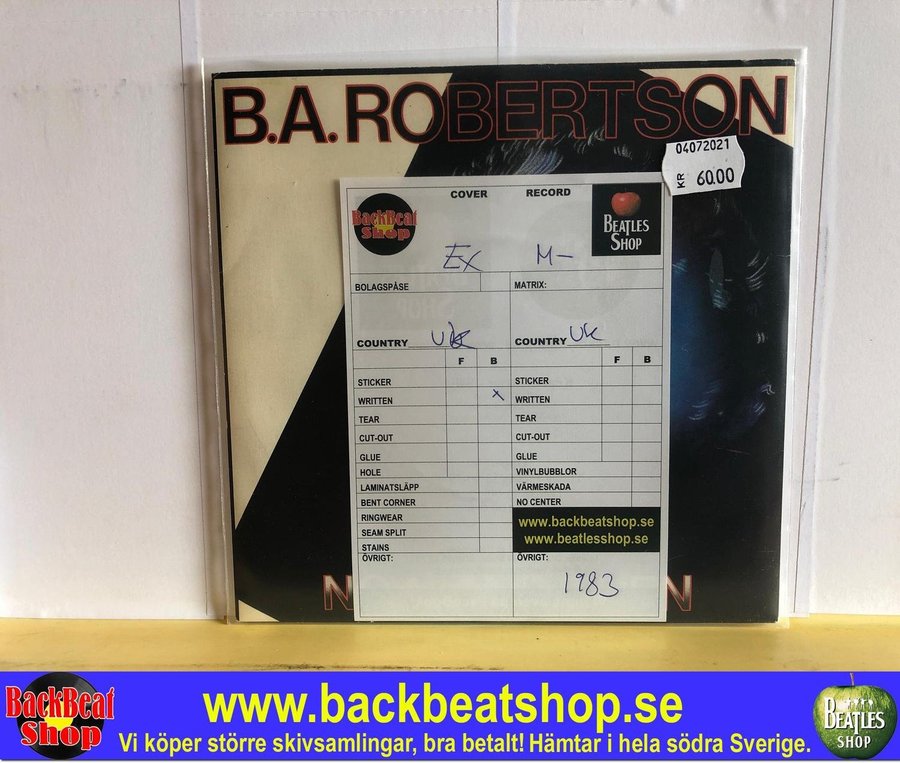 B.A. ROBERTSON
04072021
KR 60.00
COVER RECORD
BackBeat
Shop
BEATLES
SHOP
EX M-
BOLAGSPÅSE MATRIX:
COUNTRY UK COUNTRY UK
F B F B
STICKER STICKER
WRITTEN x WRITTEN
TEAR TEAR
CUT-OUT CUT-OUT
GLUE GLUE
HOLE VINYLBUBBLOR
LAMINATSLÄPP VÄRMESKADA
BENT CORNER NO CENTER
RINGWEAR
SEAM SPLIT
STAINS
www.backbeatshop.se
www.beatlesshop.se
ÖVRIGT: ÖVRIGT:
1983
N N
BackBeat
Shop
www.backbeatshop.se
Vi köper större skivsamlingar, bra betalt! Hämtar i hela södra Sverige.
BEATLES
SHOP